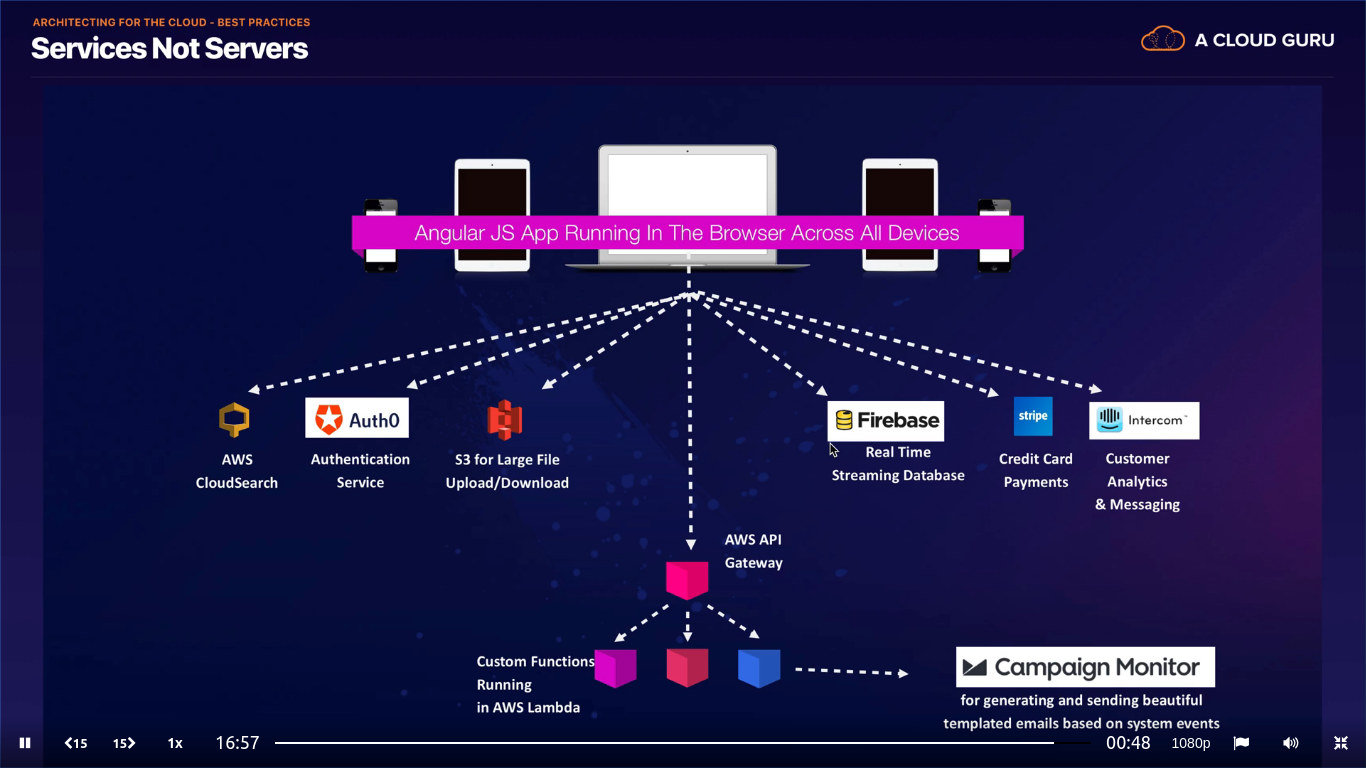 ARCHITECTING FOR THE CLOUD - BEST PRACTICES
Services Not Servers
A CLOUD GURU
Angular JS App Running In The Browser Across All Devices
AWS
CloudSearch
Auth0
Authentication
Service
S3 for Large File
Upload/Download
Firebase
Real Time
Streaming Database
stripe
Credit Card
Payments
Intercom™
Customer
Analytics
& Messaging
AWS API
Gateway
Custom Functions
Running
in AWS Lambda
Campaign Monitor
for generating and sending beautiful
templated emails based on system events
15
15
1x
16:57
00:48
1080p